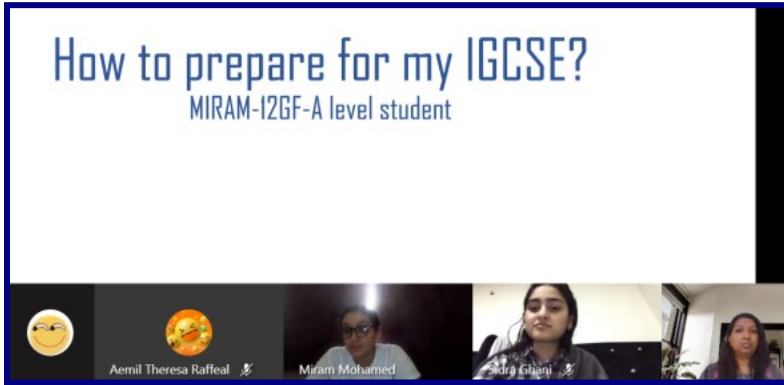 How to prepare for my IGCSE?
MIRAM-12GF-A level student
Aemil Theresa Raffeal
Miram Mohamed
Sidra Ghani